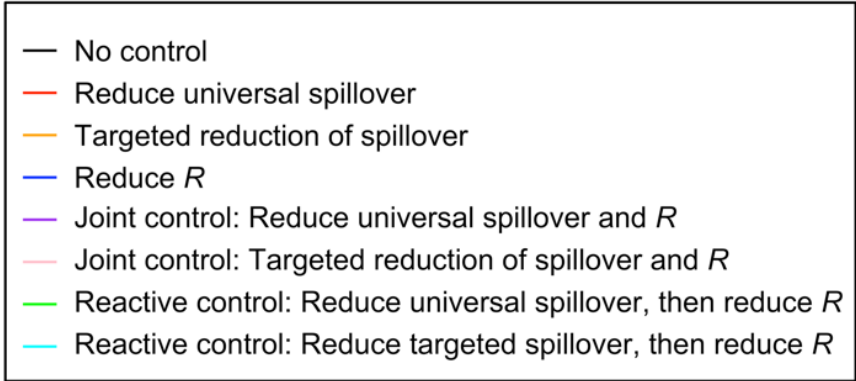 No control
Reduce universal spillover
Targeted reduction of spillover
Reduce R
Joint control: Reduce universal spillover and R
Joint control: Targeted reduction of spillover and R
Reactive control: Reduce universal spillover, then reduce R
Reactive control: Reduce targeted spillover, then reduce R